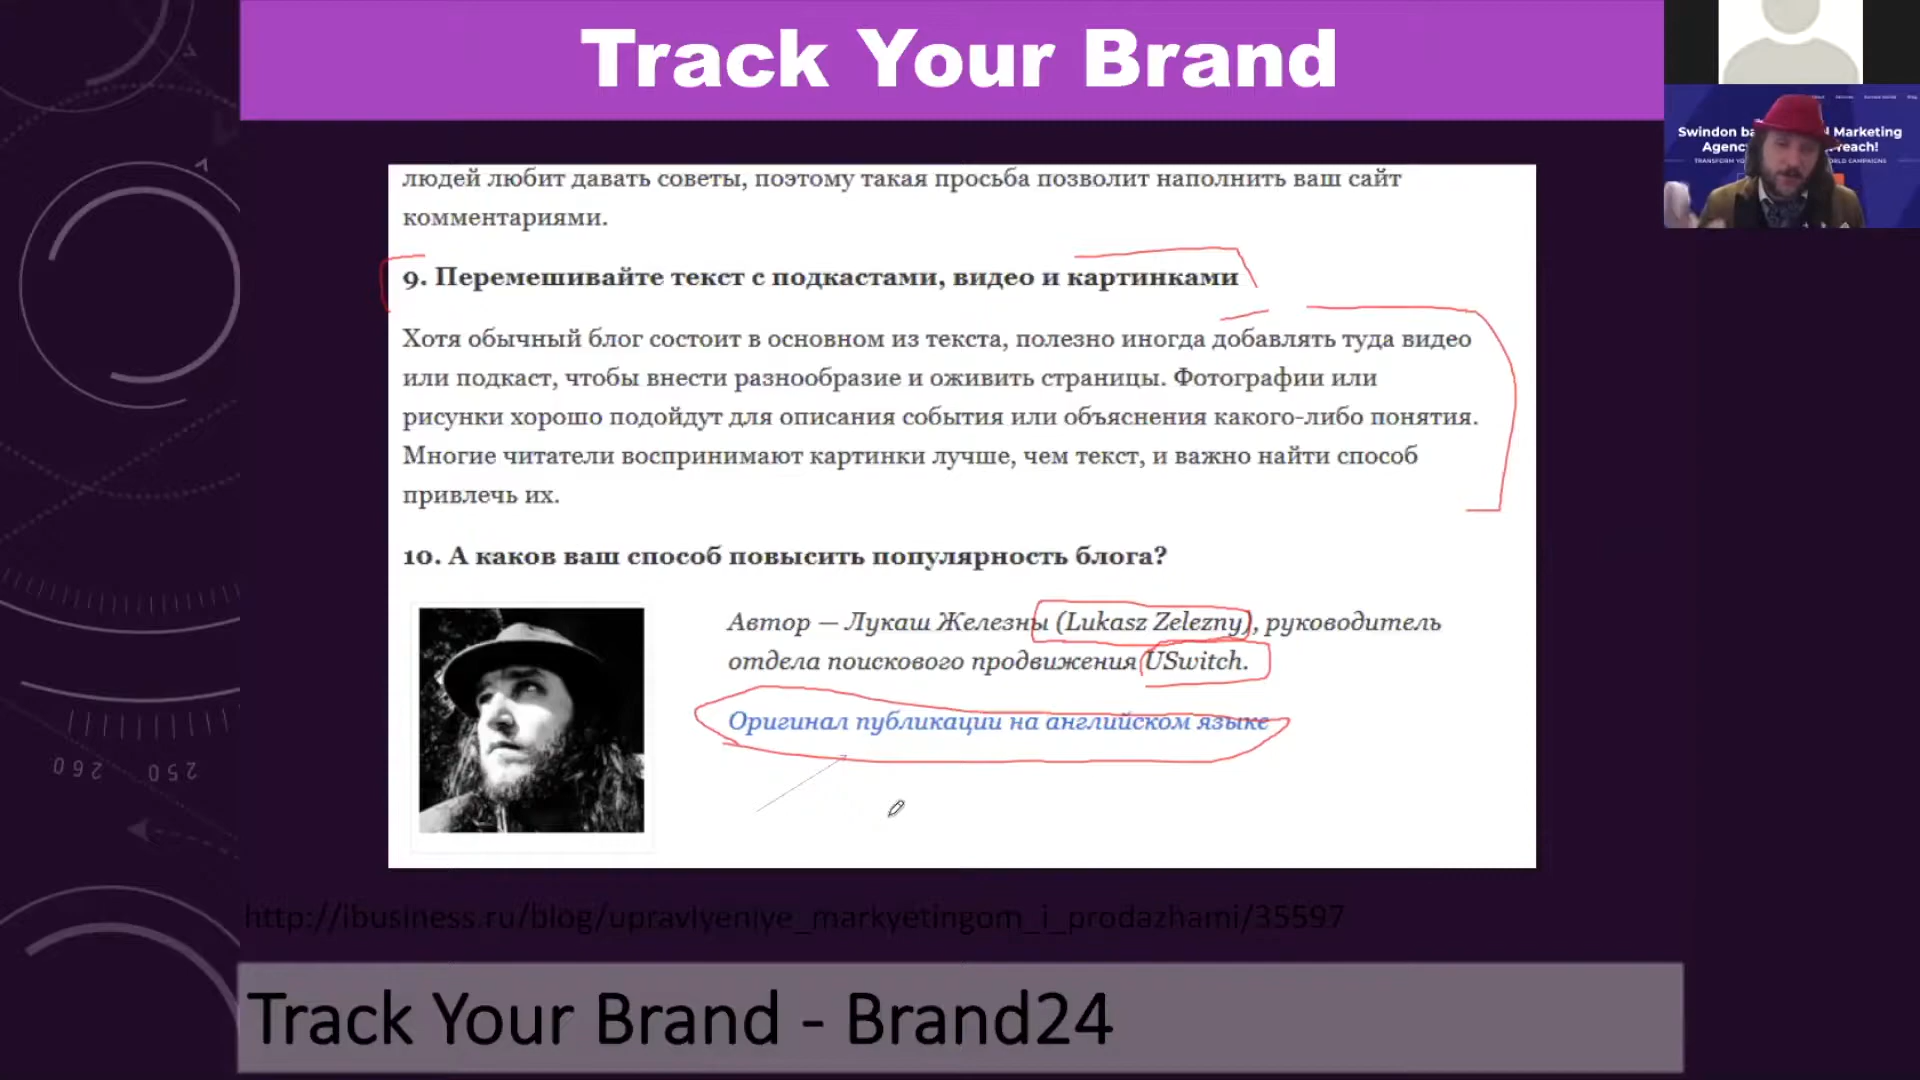 Track Your Brand
Swindon Marketing
Agency
людей любит давать советы, поэтому такая просьба позволит наполнить ваш сайт
комментариями.
9. Перемешивайте текст с подкастами, видео и картинками
Хотя обычный блог состоит в основном из текста, полезно иногда добавлять туда видео
или подкаст, чтобы внести разнообразие и оживить страницы. Фотографии или
рисунки хорошо подойдут для описания события или объяснения какого-либо понятия.
Многие читатели воспринимают картинки лучше, чем текст, и важно найти способ
привлечь их.
10. А каков ваш способ повысить популярность блога?
Автор — Лукаш Железны (Lukasz Zelezny), руководитель
отдела поискового продвижения USwitch.
Оригинал публикации на английском языке
260 250
http://ibusiness.ru/blog/upravlyeniye_markyetingom_i_prodazhami/35597
Track Your Brand - Brand24